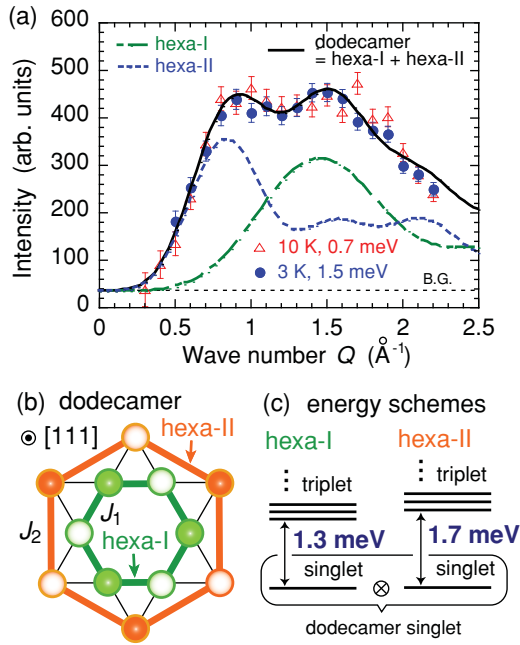 (a)
hexa-I
hexa-II
dodecamer
= hexa-I + hexa-II
Intensity (arb. units)
600
500
400
300
200
100
0
10 K, 0.7 meV
3 K, 1.5 meV
B.G.
0
0.5
1.0
1.5
2.0
2.5
Wave number Q (Å⁻¹)
(b) dodecamer
[111]
hexa-II
J₁
J₂
hexa-I
(c) energy schemes
hexa-I
hexa-II
⋮ triplet
⋮ triplet
1.3 meV
1.7 meV
singlet
⊗
singlet
dodecamer singlet